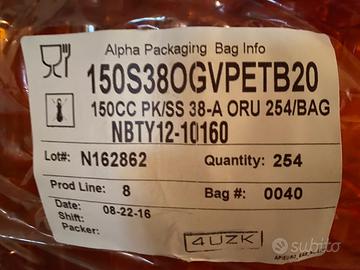 Alpha Packaging Bag Info
150S38OGVPETB20
150CC PK/SS 38-A ORU 254/BAG
NBTY12-10160
Lot#: N162862
Quantity: 254
Prod Line: 8
Bag #: 0040
Date: 08-22-16
Shift:
Packer:
4UZK
subito